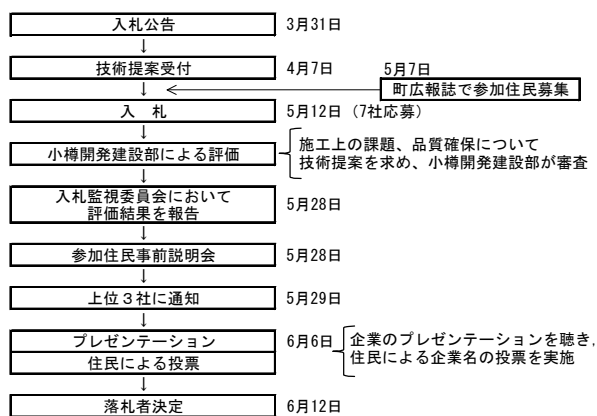 入札公告 3月31日
↓
技術提案受付 4月7日 5月7日
↓ ← 町広報誌で参加住民募集
入　札 5月12日（7社応募）
↓
小樽開発建設部による評価 施工上の課題、品質確保について
技術提案を求め、小樽開発建設部が審査
↓
入札監視委員会において
評価結果を報告 5月28日
↓
参加住民事前説明会 5月28日
↓
上位３社に通知 5月29日
↓
プレゼンテーション 6月6日 企業のプレゼンテーションを聴き,
住民による投票 住民による企業名の投票を実施
↓
落札者決定 6月12日